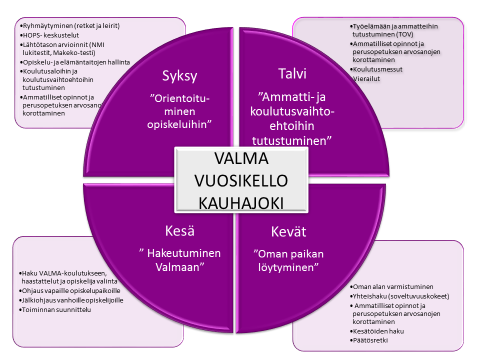 •Ryhmäytyminen (retket ja leirit)
•HOPS- keskustelut
•Lähtötason arvioinnit (NMI
lukitestit, Makeko-testi)
•Opiskelu- ja elämäntaitojen hallinta
•Koulutusaloihin ja
koulutusvaihtoehtoihin
tutustuminen
•Ammatilliset opinnot ja
perusopetuksen arvosanojen
korottaminen
Syksy
”Orientoitu-
minen
opiskeluihin”
•Työelämään ja ammatteihin
tutustuminen (TOV)
•Ammatilliset opinnot ja
perusopetuksen arvosanojen
korottaminen
•Koulutusmessut
•Vierailut
Talvi
”Ammatti- ja
koulutusvaihto-
ehtoihin
tutustuminen”
VALMA
VUOSIKELLO
KAUHAJOKI
Kesä
” Hakeutuminen
Valmaan”
•Haku VALMA-koulutukseen,
haastattelut ja opiskelija valinta
•Ohjaus vapaille opiskelupaikoille
•Jälkiohjaus vanhoille opiskelijoille
•Toiminnan suunnittelu
Kevät
”Oman paikan
löytyminen”
•Oman alan varmistuminen
•Yhteishaku (soveltuvuuskokeet)
• Ammatilliset opinnot ja
perusopetuksen arvosanojen
korottaminen
•Kesätöiden haku
•Päätösretki